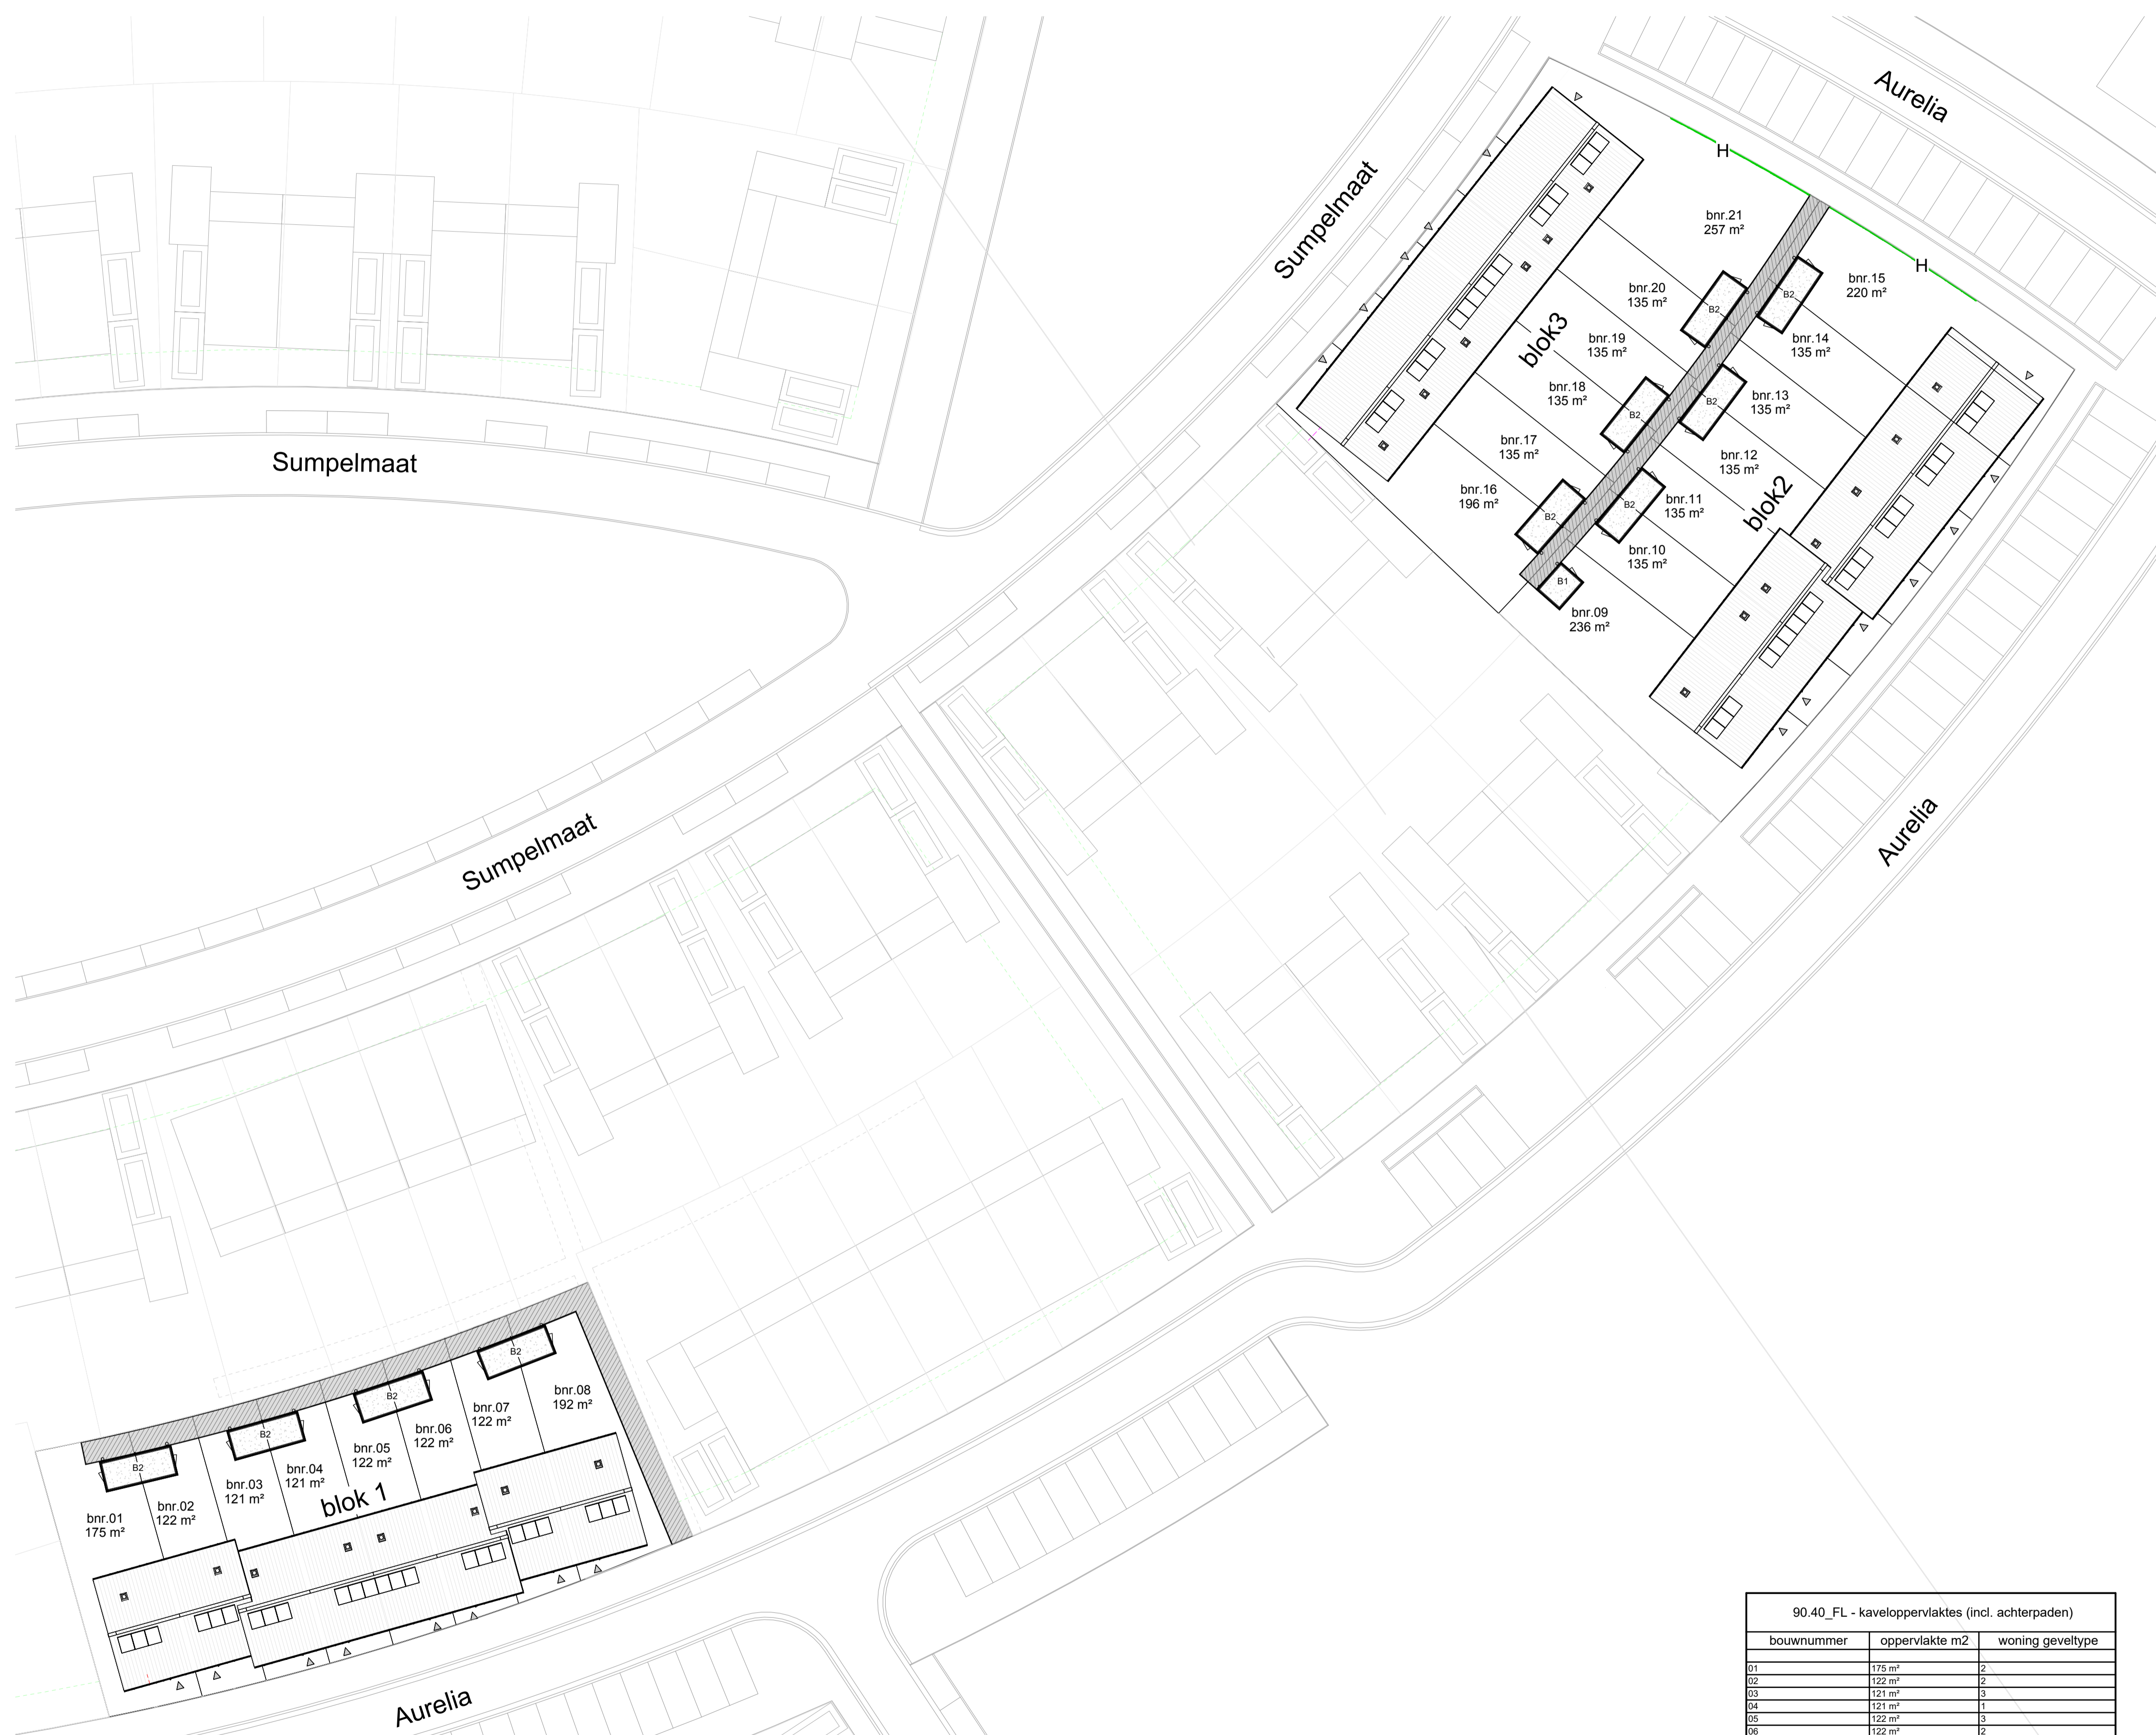 Aurelia
H
Sumpelmaat
bnr.21
257 m²
H
bnr.15
220 m²
bnr.20
135 m²
B2
B2
blok3
bnr.19
135 m²
bnr.14
135 m²
bnr.18
135 m²
B2
B2
bnr.13
135 m²
Sumpelmaat
bnr.17
135 m²
bnr.12
135 m²
bnr.16
196 m²
B2
B2
bnr.11
135 m²
blok2
bnr.10
135 m²
B1
bnr.09
236 m²
Sumpelmaat
Aurelia
B2
B2
B2
B2
bnr.08
192 m²
bnr.07
122 m²
bnr.06
122 m²
bnr.05
122 m²
bnr.04
121 m²
bnr.03
121 m²
bnr.02
122 m²
bnr.01
175 m²
blok 1
Aurelia
90.40_FL - kaveloppervlaktes (incl. achterpaden)
bouwnummer oppervlakte m2 woning geveltype
01 175 m² 2
02 122 m² 2
03 121 m² 3
04 121 m² 1
05 122 m² 3
06 122 m² 2